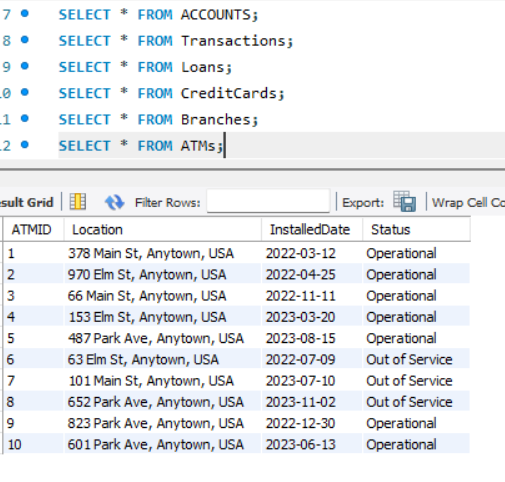 7 SELECT * FROM ACCOUNTS;
8 SELECT * FROM Transactions;
9 SELECT * FROM Loans;
0 SELECT * FROM CreditCards;
1 SELECT * FROM Branches;
2 SELECT * FROM ATMs;
sult Grid Filter Rows: Export: Wrap Cell Co
ATMID Location InstalledDate Status
1 378 Main St, Anytown, USA 2022-03-12 Operational
2 970 Elm St, Anytown, USA 2022-04-25 Operational
3 66 Main St, Anytown, USA 2022-11-11 Operational
4 153 Elm St, Anytown, USA 2023-03-20 Operational
5 487 Park Ave, Anytown, USA 2023-08-15 Operational
6 63 Elm St, Anytown, USA 2022-07-09 Out of Service
7 101 Main St, Anytown, USA 2023-07-10 Out of Service
8 652 Park Ave, Anytown, USA 2023-11-02 Out of Service
9 823 Park Ave, Anytown, USA 2022-12-30 Operational
10 601 Park Ave, Anytown, USA 2023-06-13 Operational